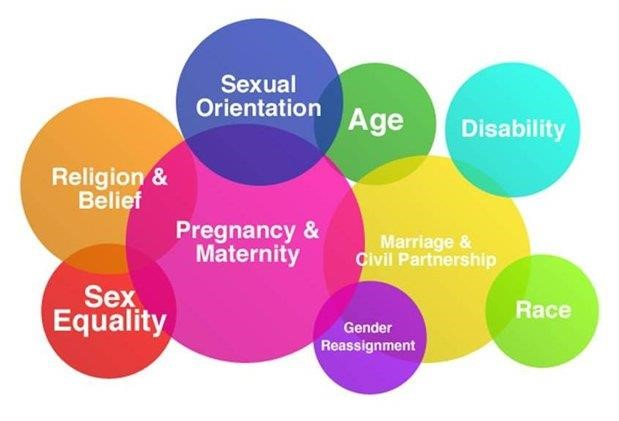 Sexual
Orientation
Age
Disability
Religion &
Belief
Pregnancy &
Maternity
Marriage &
Civil Partnership
Sex
Equality
Gender
Reassignment
Race